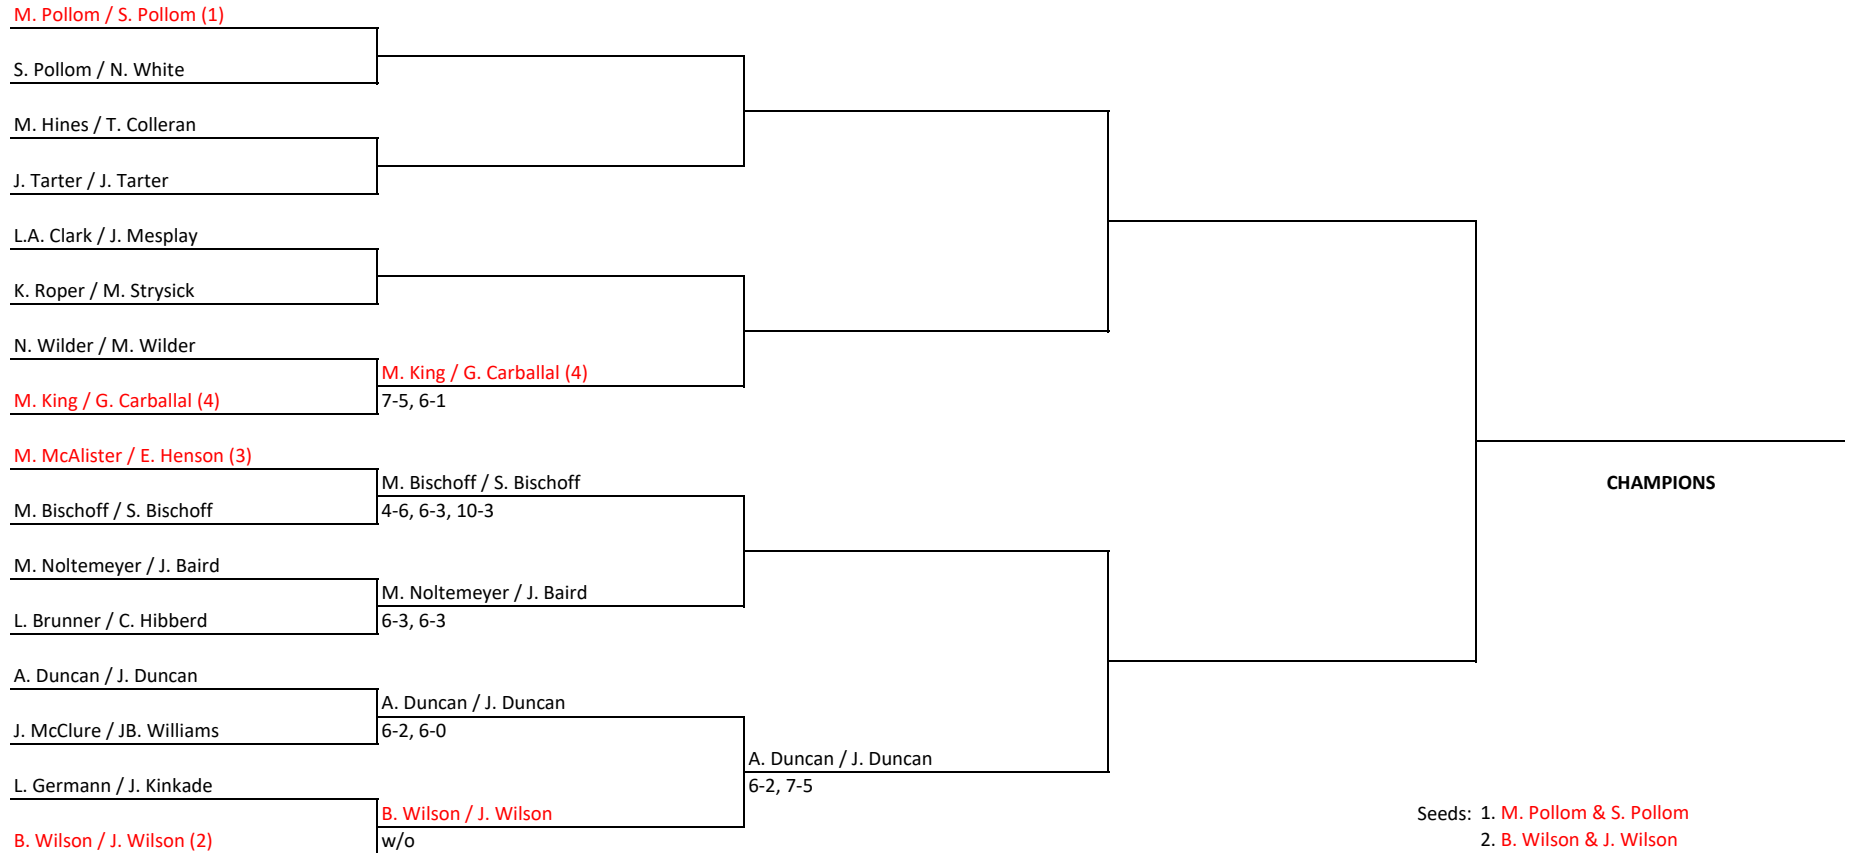 M. Pollom / S. Pollom (1)
S. Pollom / N. White
M. Hines / T. Colleran
J. Tarter / J. Tarter
L.A. Clark / J. Mesplay
K. Roper / M. Strysick
N. Wilder / M. Wilder
M. King / G. Carballal (4)
M. King / G. Carballal (4)
7-5, 6-1
M. McAlister / E. Henson (3)
M. Bischoff / S. Bischoff
CHAMPIONS
M. Bischoff / S. Bischoff
4-6, 6-3, 10-3
M. Noltemeyer / J. Baird
M. Noltemeyer / J. Baird
L. Brunner / C. Hibberd
6-3, 6-3
A. Duncan / J. Duncan
A. Duncan / J. Duncan
J. McClure / JB. Williams
6-2, 6-0
A. Duncan / J. Duncan
L. Germann / J. Kinkade
6-2, 7-5
B. Wilson / J. Wilson
Seeds: 1. M. Pollom & S. Pollom
B. Wilson / J. Wilson (2)
w/o
2. B. Wilson & J. Wilson